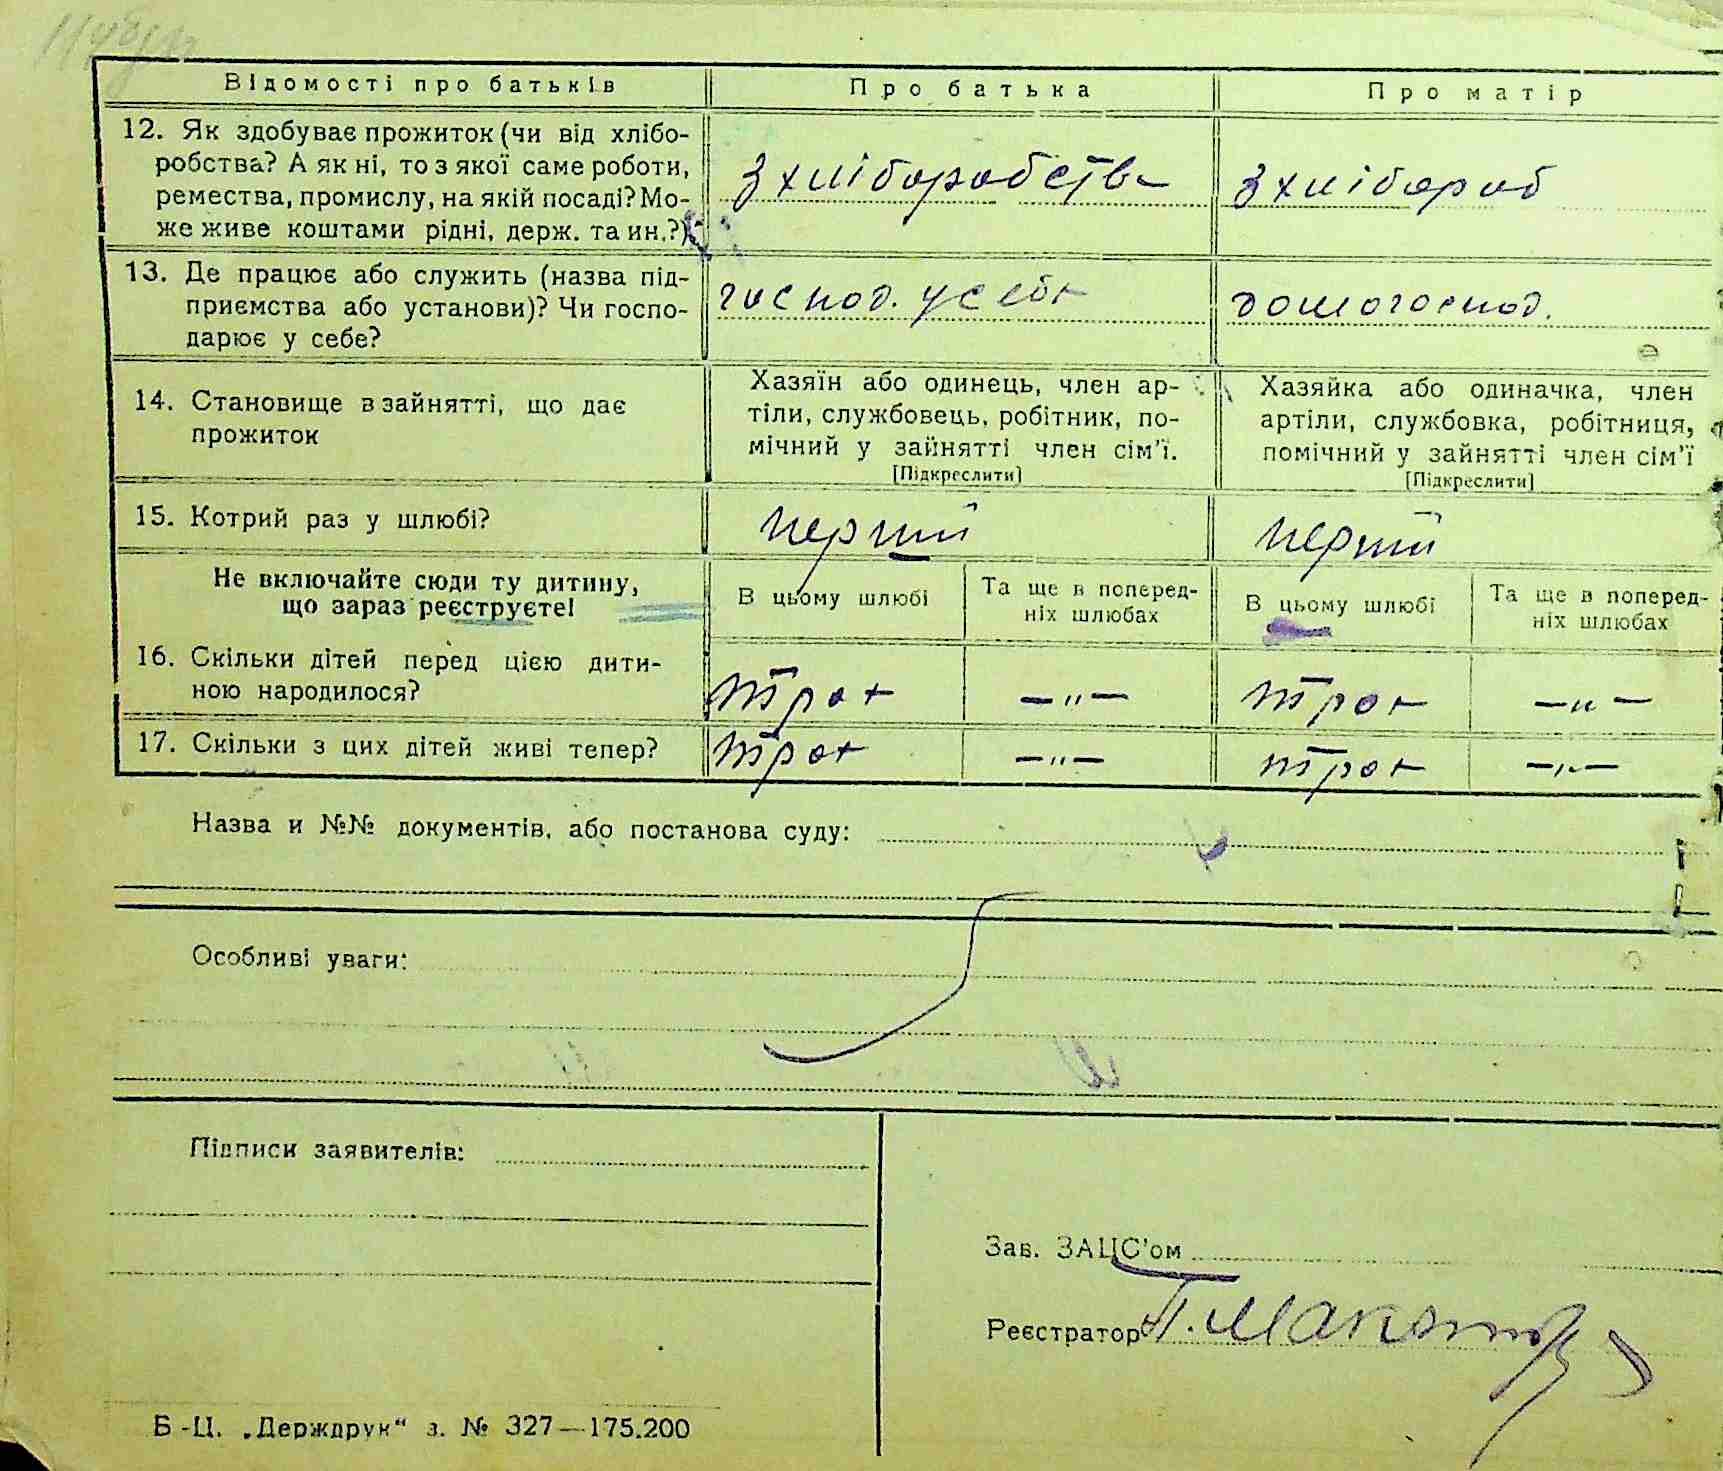 Відомості про батьків
Про батька
Про матір
12. Як здобуває прожиток (чи від хлібо-
робства? А як ні, то з якої саме роботи,
ремества, промислу, на якій посаді? Мо-
же живе коштами рідні, держ. та ин.?)
з хліборобства
з хлібороб
13. Де працює або служить (назва під-
приємства або установи)? Чи госпо-
дарює у себе?
господ. у себе
домогоспод.
14. Становище в зайнятті, що дає
прожиток
Хазяїн або одинець, член ар-
тіли, службовець, робітник, по-
мічний у зайнятті член сім'ї.
[Підкреслити]
Хазяйка або одиначка, член
артіли, службовка, робітниця,
помічний у зайнятті член сім'ї
[Підкреслити]
15. Котрий раз у шлюбі?
перший
перший
Не включайте сюди ту дитину,
що зараз реєструєте!
В цьому шлюбі
Та ще в поперед-
ніх шлюбах
В цьому шлюбі
Та ще в поперед-
ніх шлюбах
16. Скільки дітей перед цією дити-
ною народилося?
троє
—"—
троє
—"—
17. Скільки з цих дітей живі тепер?
троє
—"—
троє
—"—
Назва и №№ документів, або постанова суду:
Особливі уваги:
Підписи заявителів:
Зав. ЗАЦС'ом
Реєстратор
Б-Ц. „Держдрук" з. № 327—175.200